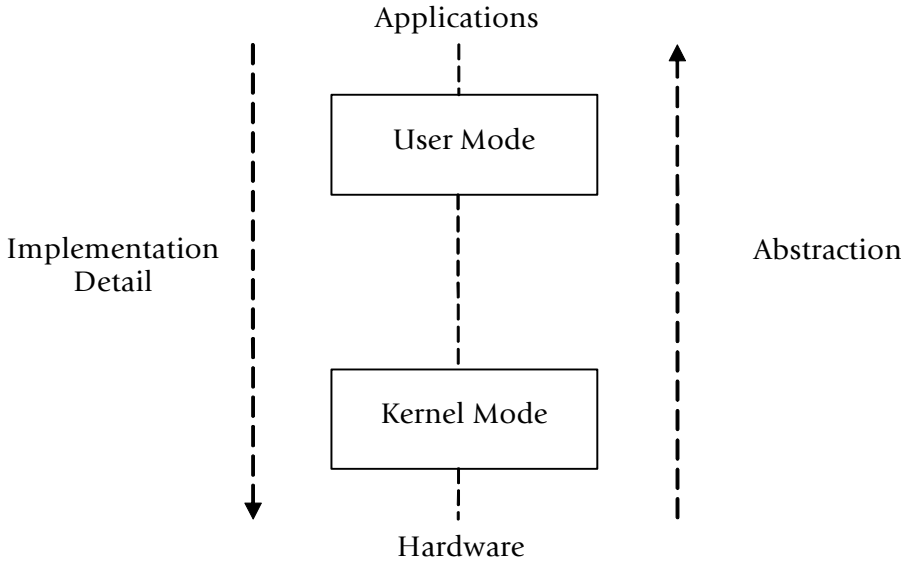 Applications
User Mode
Implementation
Detail
Abstraction
Kernel Mode
Hardware